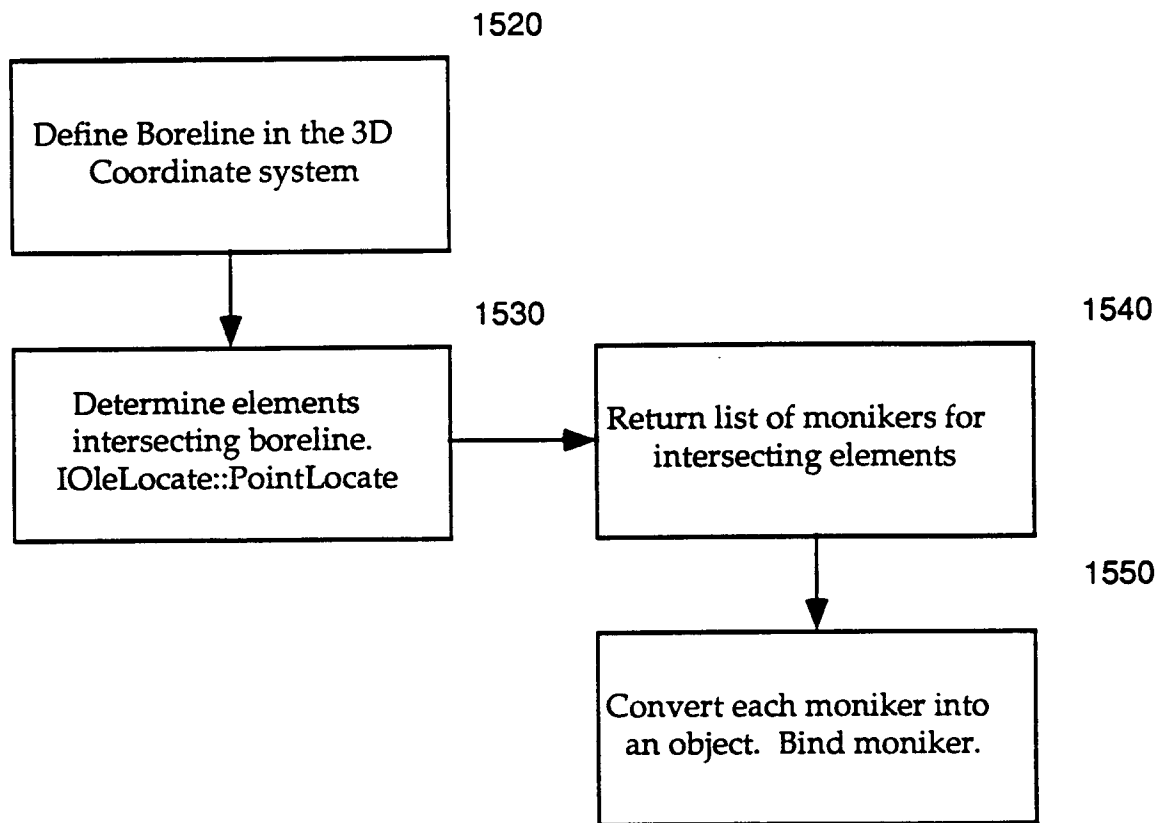 1520
Define Boreline in the 3D
Coordinate system
1530
Determine elements
intersecting boreline.
IOleLocate::PointLocate
1540
Return list of monikers for
intersecting elements
1550
Convert each moniker into
an object. Bind moniker.